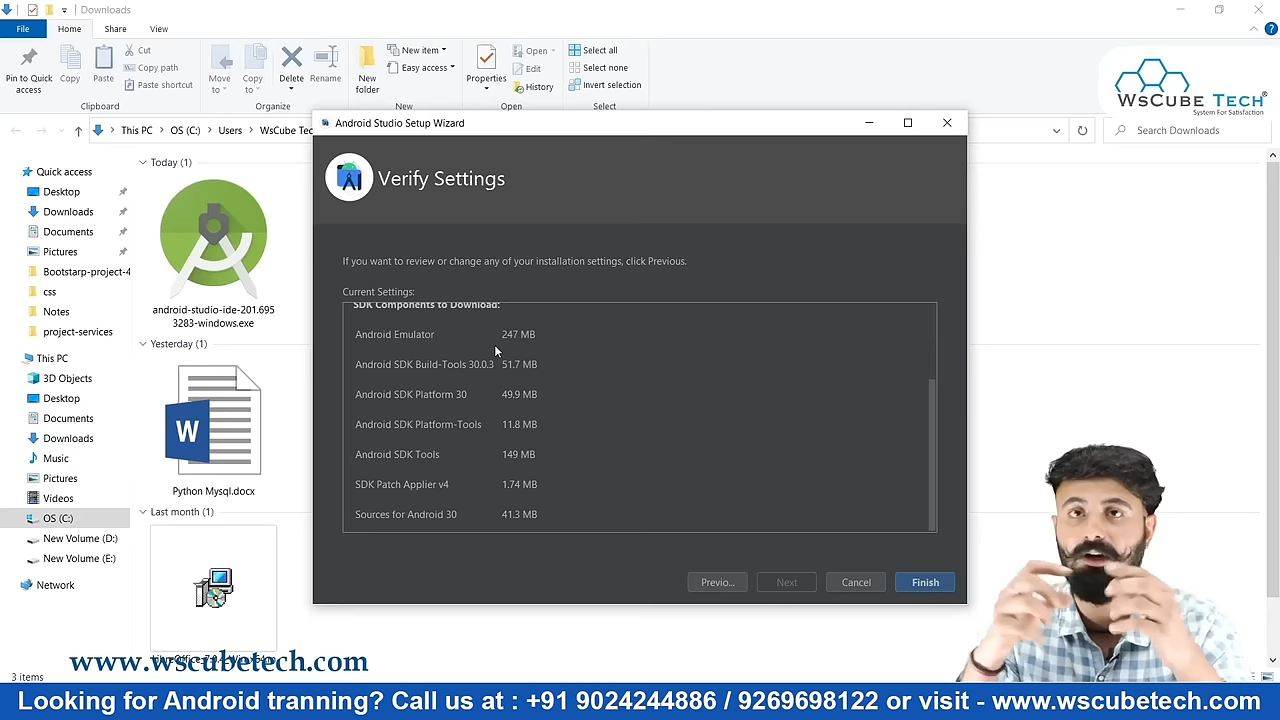 Downloads
File
Home
Share
View
Pin to Quick
access
Copy
Paste
Cut
Copy path
Paste shortcut
Clipboard
Move
to
Copy
to
Delete
Rename
Organize
New
folder
New item
Easy access
New
Properties
Open
Edit
History
Open
Select all
Select none
Invert selection
Select
WsCube Tech®
System For Satisfaction
This PC
OS (C:)
Users
WsCube Tec
Search Downloads
Quick access
Desktop
Downloads
Documents
Pictures
Bootstarp-project-4
css
Notes
project-services
This PC
3D Objects
Desktop
Documents
Downloads
Music
Pictures
Videos
OS (C:)
New Volume (D:)
New Volume (E:)
Network
3 items
Today (1)
android-studio-ide-201.695
3283-windows.exe
Yesterday (1)
W
Python Mysql.docx
Last month (1)
Android Studio Setup Wizard
Verify Settings
If you want to review or change any of your installation settings, click Previous.
Current Settings:
SDK Components to Download:
Android Emulator 247 MB
Android SDK Build-Tools 30.0.3 51.7 MB
Android SDK Platform 30 49.9 MB
Android SDK Platform-Tools 11.8 MB
Android SDK Tools 149 MB
SDK Patch Applier v4 1.74 MB
Sources for Android 30 41.3 MB
Previo...
Next
Cancel
Finish
www.wscubetech.com
Looking for Android tranning? Call us at : +91 9024244886 / 9269698122 or visit - www.wscubetech.com